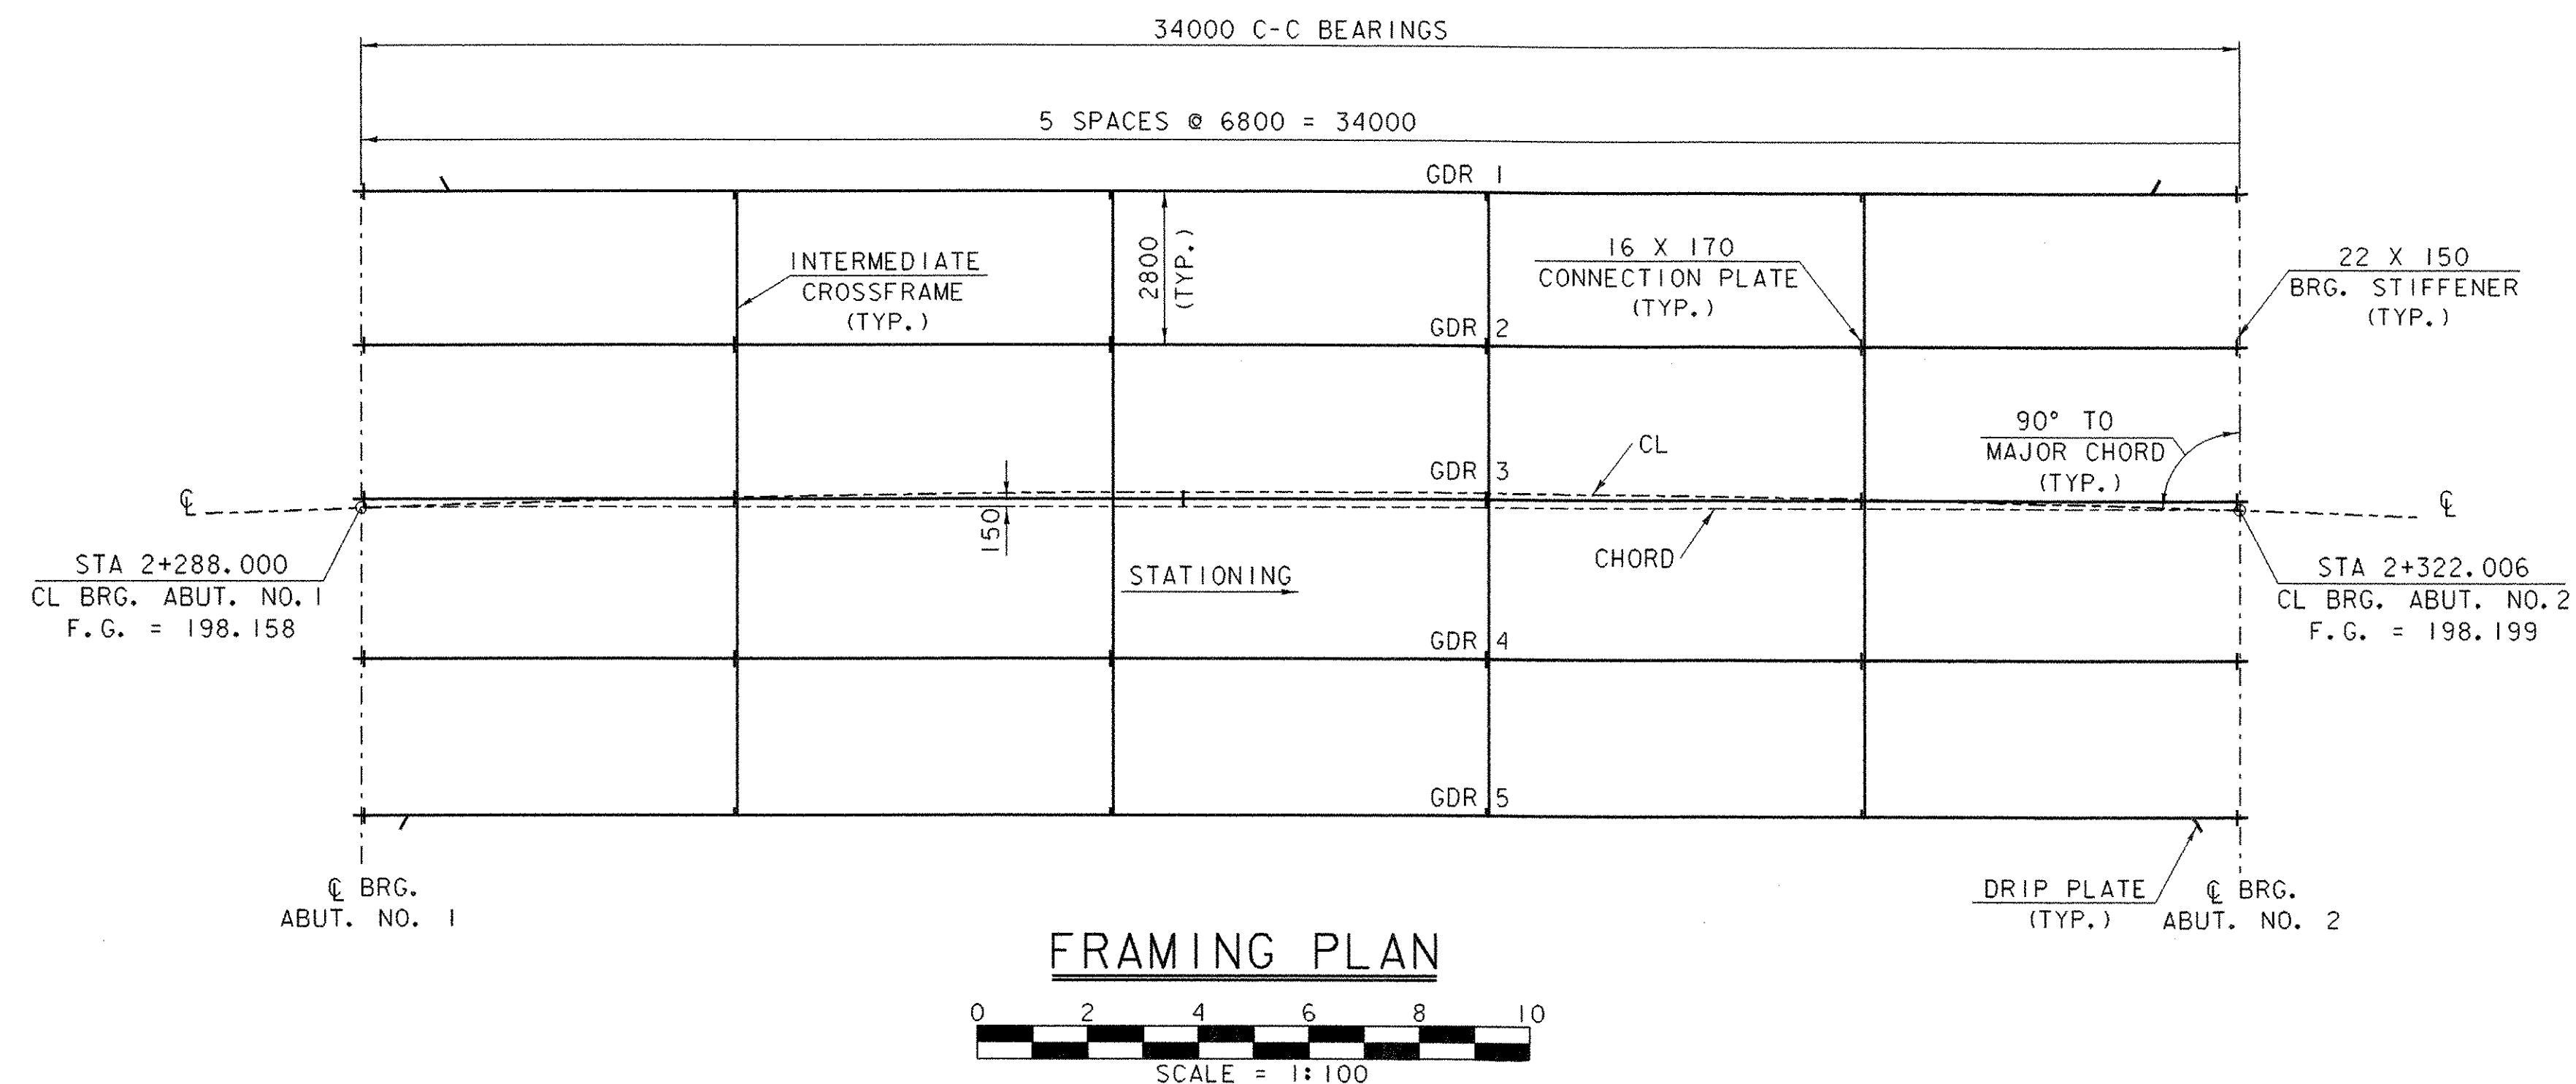 34000 C-C BEARINGS
5 SPACES @ 6800 = 34000
GDR 1
INTERMEDIATE
CROSSFRAME
(TYP.)
2800
(TYP.)
16 X 170
CONNECTION PLATE
(TYP.)
22 X 150
BRG. STIFFENER
(TYP.)
GDR 2
90° TO
MAJOR CHORD
(TYP.)
CL
GDR 3
℄
℄
150
CHORD
STA 2+288.000
CL BRG. ABUT. NO.1
F.G. = 198.158
STATIONING
STA 2+322.006
CL BRG. ABUT. NO.2
F.G. = 198.199
GDR 4
GDR 5
℄ BRG.
ABUT. NO. 1
DRIP PLATE
(TYP.)
℄ BRG.
ABUT. NO. 2
FRAMING PLAN
0 2 4 6 8 10
SCALE = 1:100